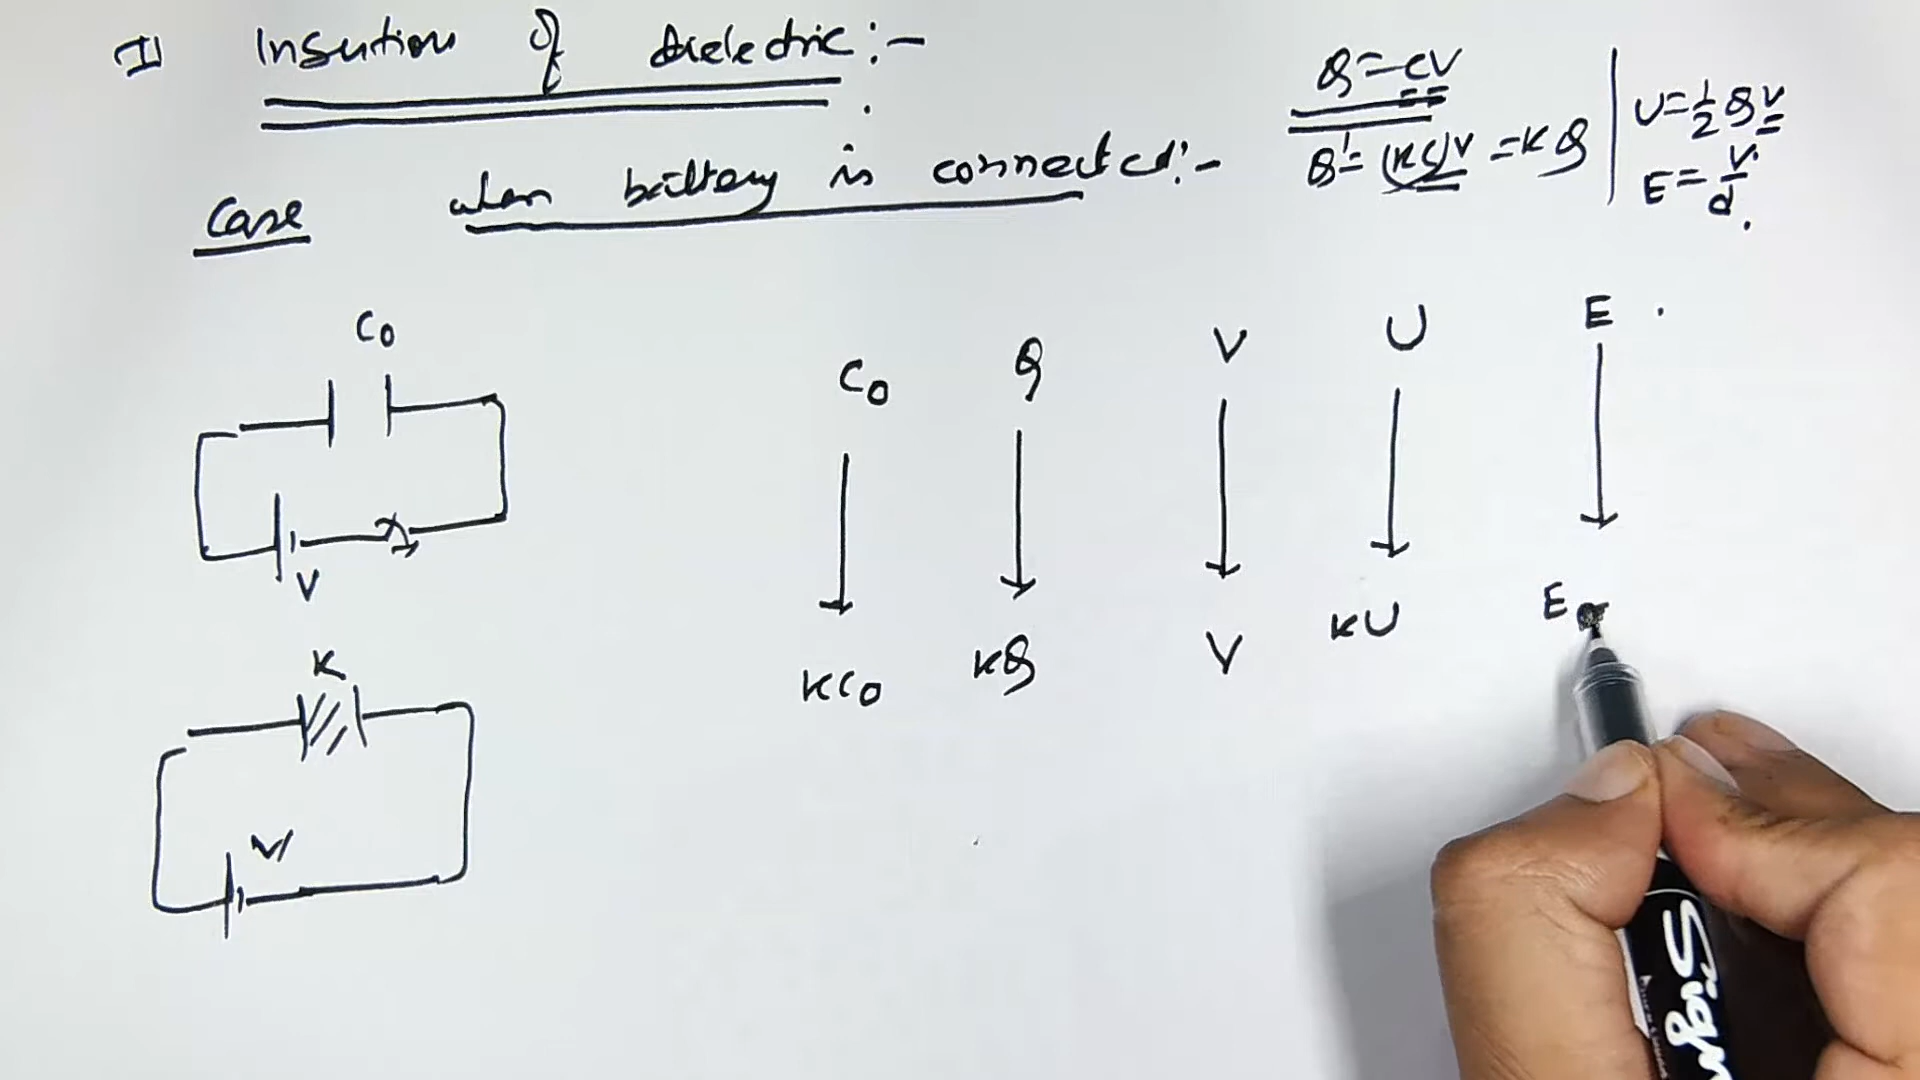 I Insertion of dielectric:-
Case when battery is connected:-
Q=CV
Q'=(KC)V =KQ
U=1/2 QV
E=V/d.
C0
V
C0 Q V U E .
KC0 KQ V KU E
K
V
Sign